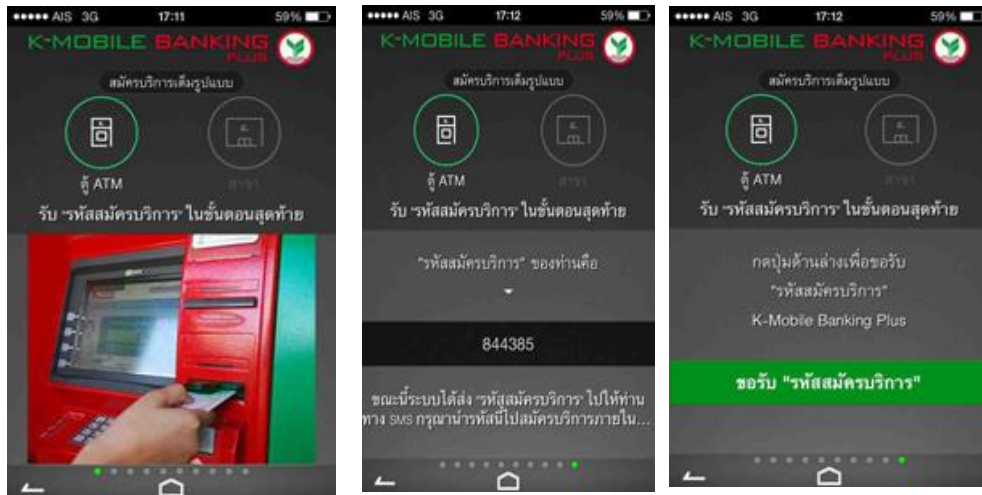 AIS 3G 17:11 59%
K-MOBILE BANKING
PLUS
สมัครบริการเต็มรูปแบบ
ตู้ ATM
สาขา
รับ "รหัสสมัครบริการ" ในขั้นตอนสุดท้าย
AIS 3G 17:12 59%
K-MOBILE BANKING
PLUS
สมัครบริการเต็มรูปแบบ
ตู้ ATM
สาขา
รับ "รหัสสมัครบริการ" ในขั้นตอนสุดท้าย
"รหัสสมัครบริการ" ของท่านคือ
844385
ขณะนี้ระบบได้ส่ง "รหัสสมัครบริการ" ไปให้ท่าน
ทาง SMS กรุณานำรหัสนี้ไปสมัครบริการภายใน...
AIS 3G 17:12 59%
K-MOBILE BANKING
PLUS
สมัครบริการเต็มรูปแบบ
ตู้ ATM
สาขา
รับ "รหัสสมัครบริการ" ในขั้นตอนสุดท้าย
กดปุ่มด้านล่างเพื่อขอรับ
"รหัสสมัครบริการ"
K-Mobile Banking Plus
ขอรับ "รหัสสมัครบริการ"